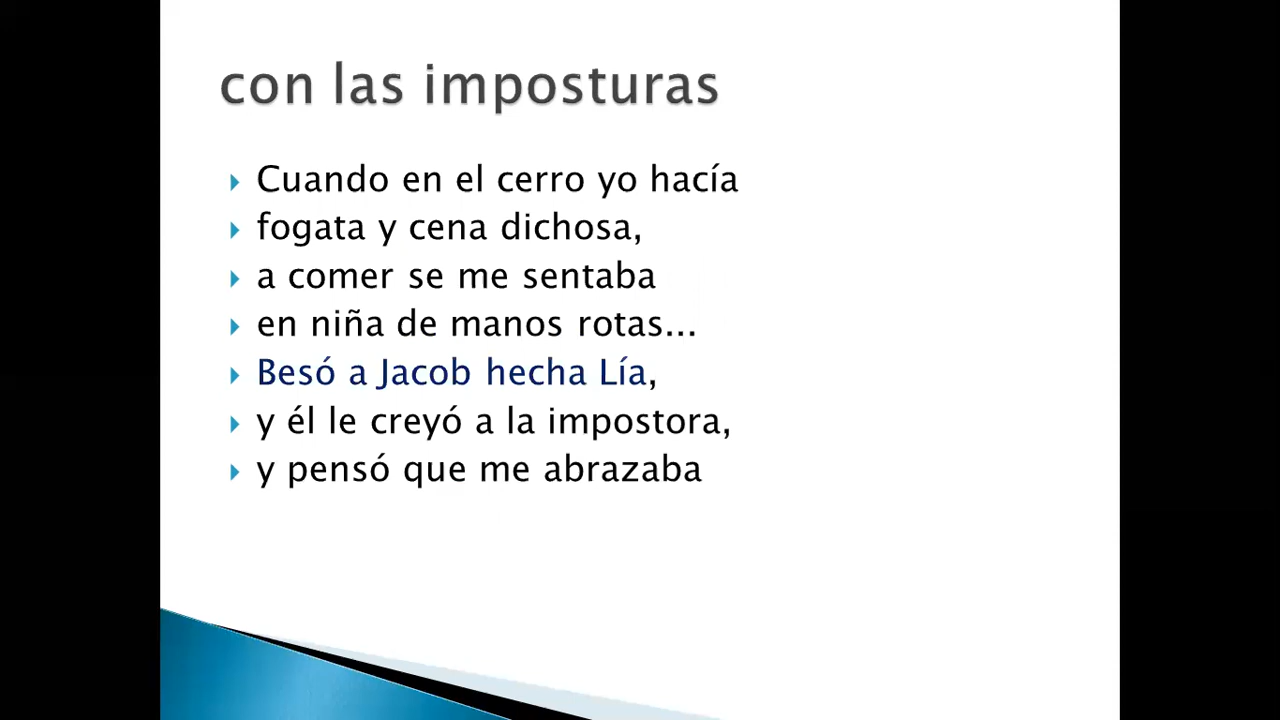 con las imposturas
Cuando en el cerro yo hacía
fogata y cena dichosa,
a comer se me sentaba
en niña de manos rotas...
Besó a Jacob hecha Lía,
y él le creyó a la impostora,
y pensó que me abrazaba